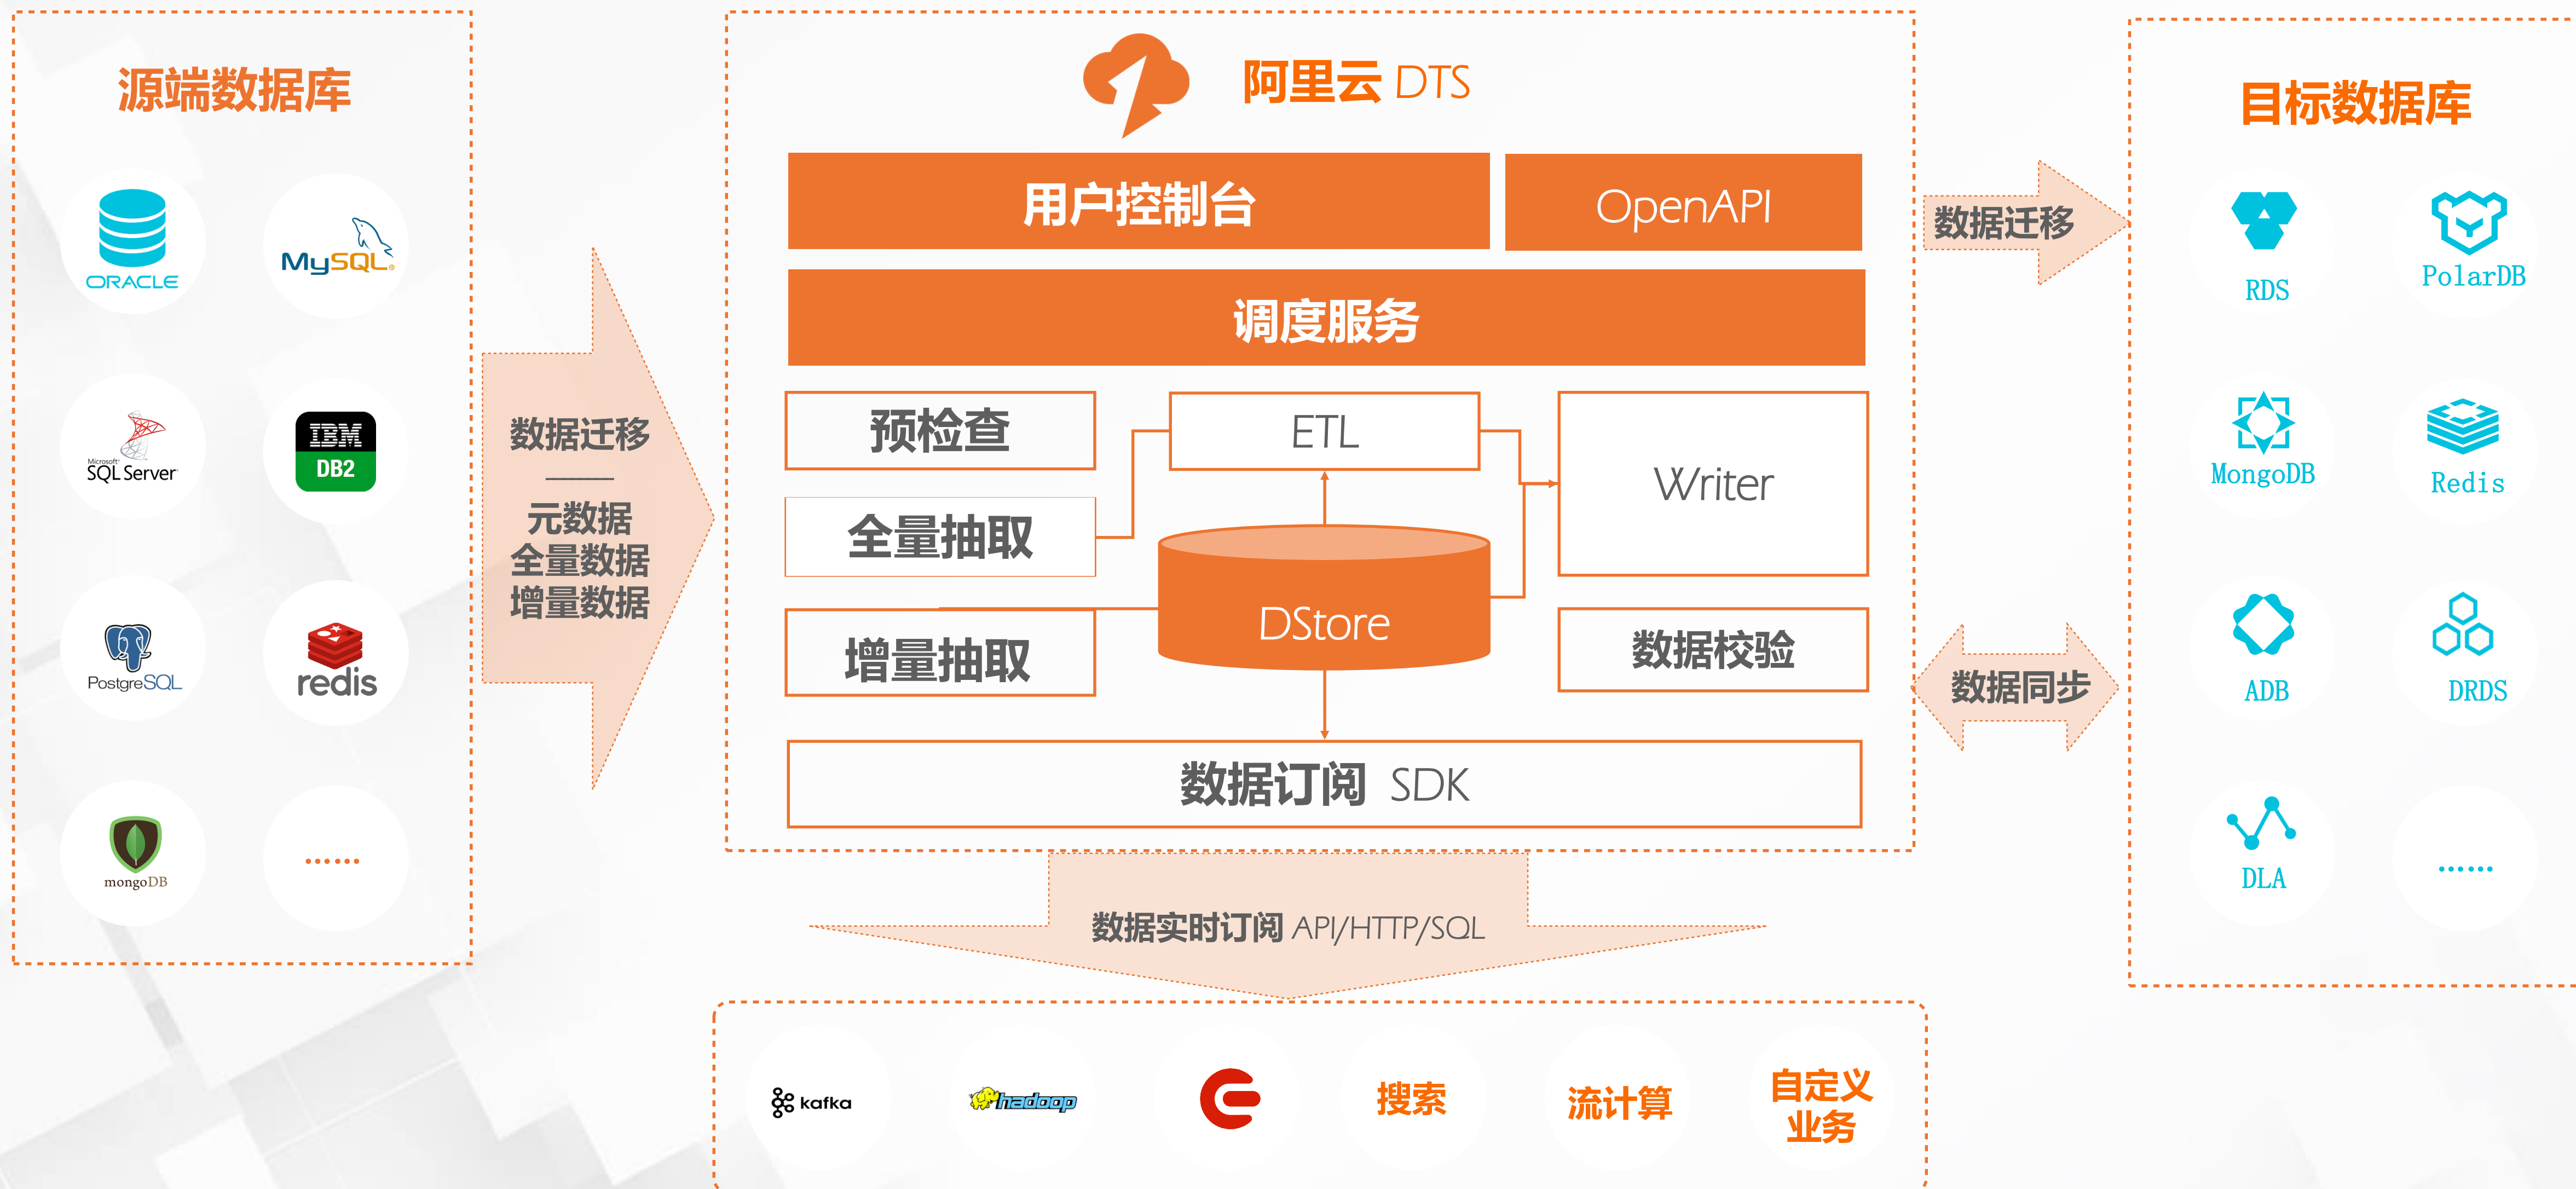 源端数据库
ORACLE
MySQL®
Microsoft®
SQL Server
IBM
DB2
PostgreSQL
redis
mongoDB
......
数据迁移
元数据
全量数据
增量数据
阿里云 DTS
用户控制台
OpenAPI
调度服务
预检查
ETL
Writer
全量抽取
DStore
增量抽取
数据校验
数据订阅 SDK
数据实时订阅 API/HTTP/SQL
kafka
hadoop
搜索
流计算
自定义
业务
数据迁移
数据同步
目标数据库
RDS
PolarDB
MongoDB
Redis
ADB
DRDS
DLA
......